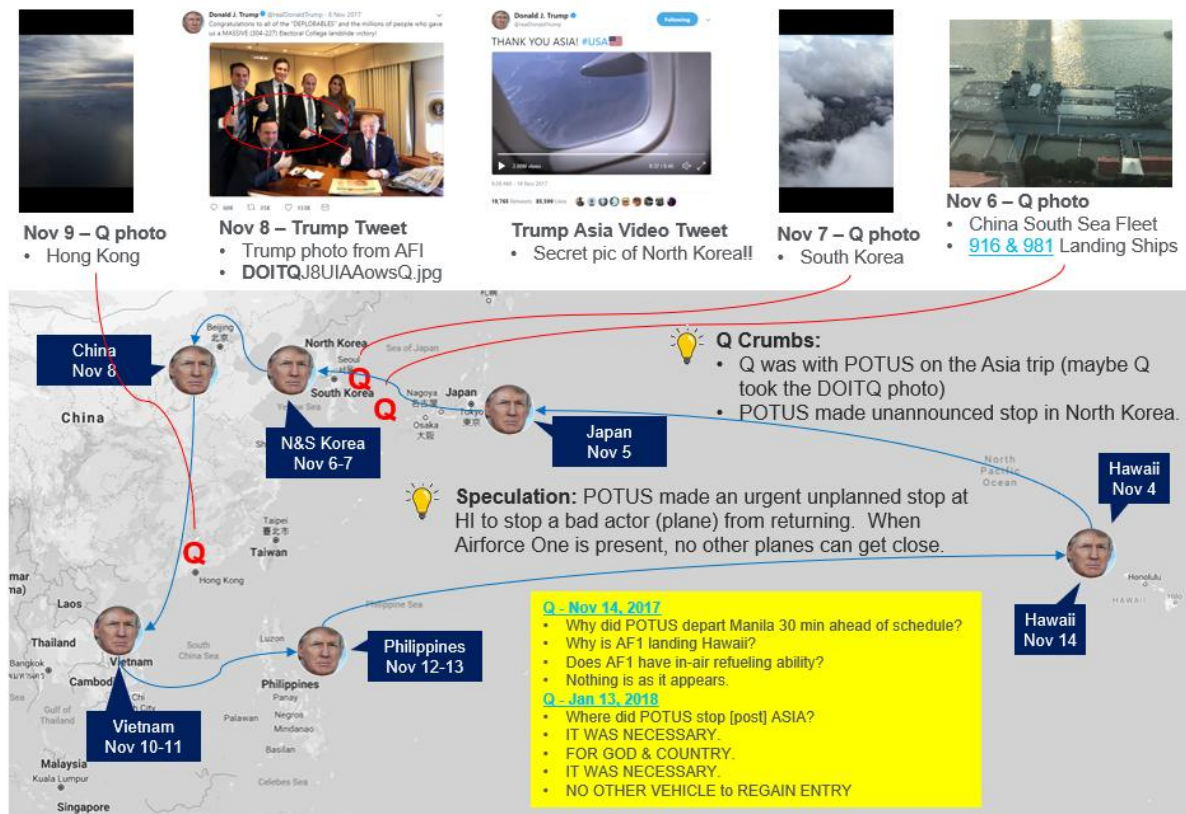 Donald J. Trump @realDonaldTrump · 8 Nov 2017
Congratulations to all of the "DEPLORABLES" and the millions of people who gave
us a MASSIVE (304-227) Electoral College landslide victory!
Donald J. Trump
@realDonaldTrump
Following
THANK YOU ASIA! #USA
Nov 9 – Q photo
• Hong Kong
Nov 8 – Trump Tweet
• Trump photo from AFI
• DOITQJ8UIAAowsQ.jpg
Trump Asia Video Tweet
• Secret pic of North Korea!!
Nov 7 – Q photo
• South Korea
Nov 6 – Q photo
• China South Sea Fleet
• 916 & 981 Landing Ships
Beijing
北京
North Korea
Seoul
South Korea
Sea of Japan
Yellow Sea
Nagoya
名古屋
Osaka
大阪
Japan
Tokyo
東京
China
Nov 8
China
N&S Korea
Nov 6-7
Q
Q
Japan
Nov 5
Q Crumbs:
• Q was with POTUS on the Asia trip (maybe Q
took the DOITQ photo)
• POTUS made unannounced stop in North Korea.
North
Pacific
Ocean
Hawaii
Nov 4
Speculation: POTUS made an urgent unplanned stop at
HI to stop a bad actor (plane) from returning. When
Airforce One is present, no other planes can get close.
Taipei
臺北市
Taiwan
Q
Hong Kong
Honolulu
HAWAII
Hilo
Hawaii
Nov 14
Laos
Thailand
Bangkok
Vietnam
Gulf of
Thailand
South
China Sea
Luzon
Philippine Sea
Philippines
Panay
Negros
Mindanao
Palawan
Basilan
Celebes Sea
Philippines
Nov 12-13
Vietnam
Nov 10-11
Malaysia
Kuala Lumpur
Singapore
Q - Nov 14, 2017
• Why did POTUS depart Manila 30 min ahead of schedule?
• Why is AF1 landing Hawaii?
• Does AF1 have in-air refueling ability?
• Nothing is as it appears.
Q - Jan 13, 2018
• Where did POTUS stop [post] ASIA?
• IT WAS NECESSARY.
• FOR GOD & COUNTRY.
• IT WAS NECESSARY.
• NO OTHER VEHICLE to REGAIN ENTRY